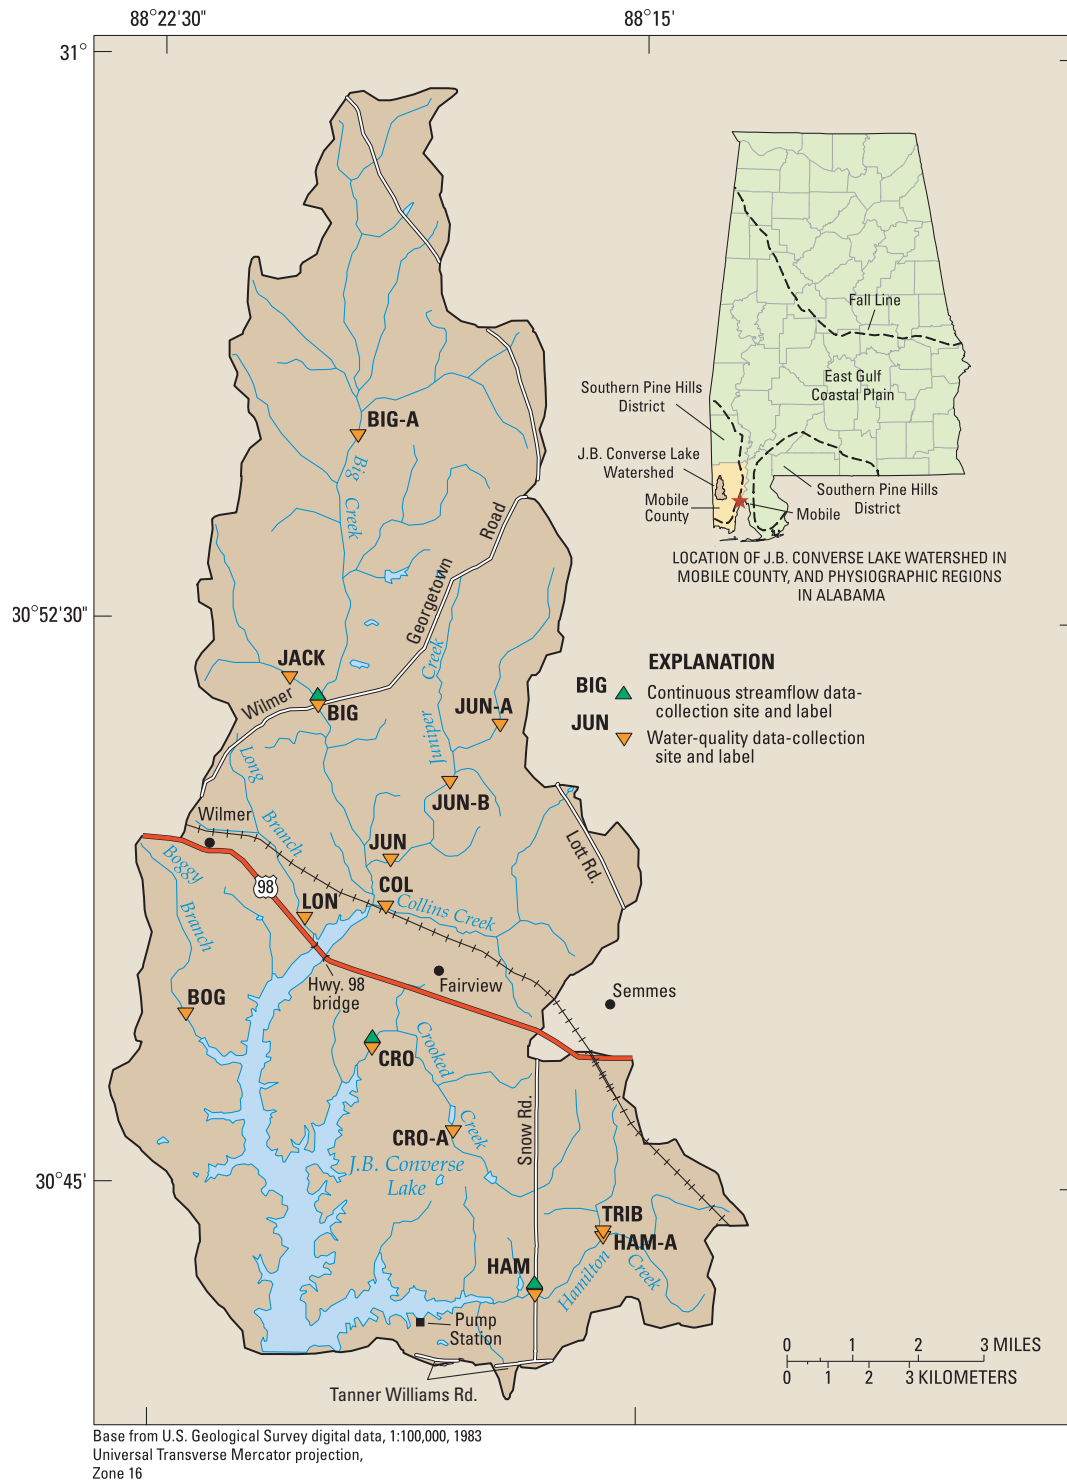 88°22'30"
88°15'
31°
Fall Line
East Gulf
Coastal Plain
Southern Pine Hills
District
J.B. Converse Lake
Watershed
Mobile
County
Southern Pine Hills
District
Mobile
LOCATION OF J.B. CONVERSE LAKE WATERSHED IN
MOBILE COUNTY, AND PHYSIOGRAPHIC REGIONS
IN ALABAMA
BIG-A
Big
Creek
Georgetown
Road
30°52'30"
JACK
Wilmer
BIG
Creek
Juniper
JUN-A
JUN-B
EXPLANATION
BIG
Continuous streamflow data-
collection site and label
JUN
Water-quality data-collection
site and label
Long
Branch
Wilmer
Boggy
Branch
98
JUN
COL
Collins Creek
LON
Lott Rd.
Hwy. 98
bridge
Fairview
Semmes
BOG
CRO
Crooked
Creek
CRO-A
Snow Rd.
J.B. Converse
Lake
30°45'
TRIB
HAM-A
HAM
Hamilton
Creek
Pump
Station
Tanner Williams Rd.
0 1 2 3 MILES
0 1 2 3 KILOMETERS
Base from U.S. Geological Survey digital data, 1:100,000, 1983
Universal Transverse Mercator projection,
Zone 16